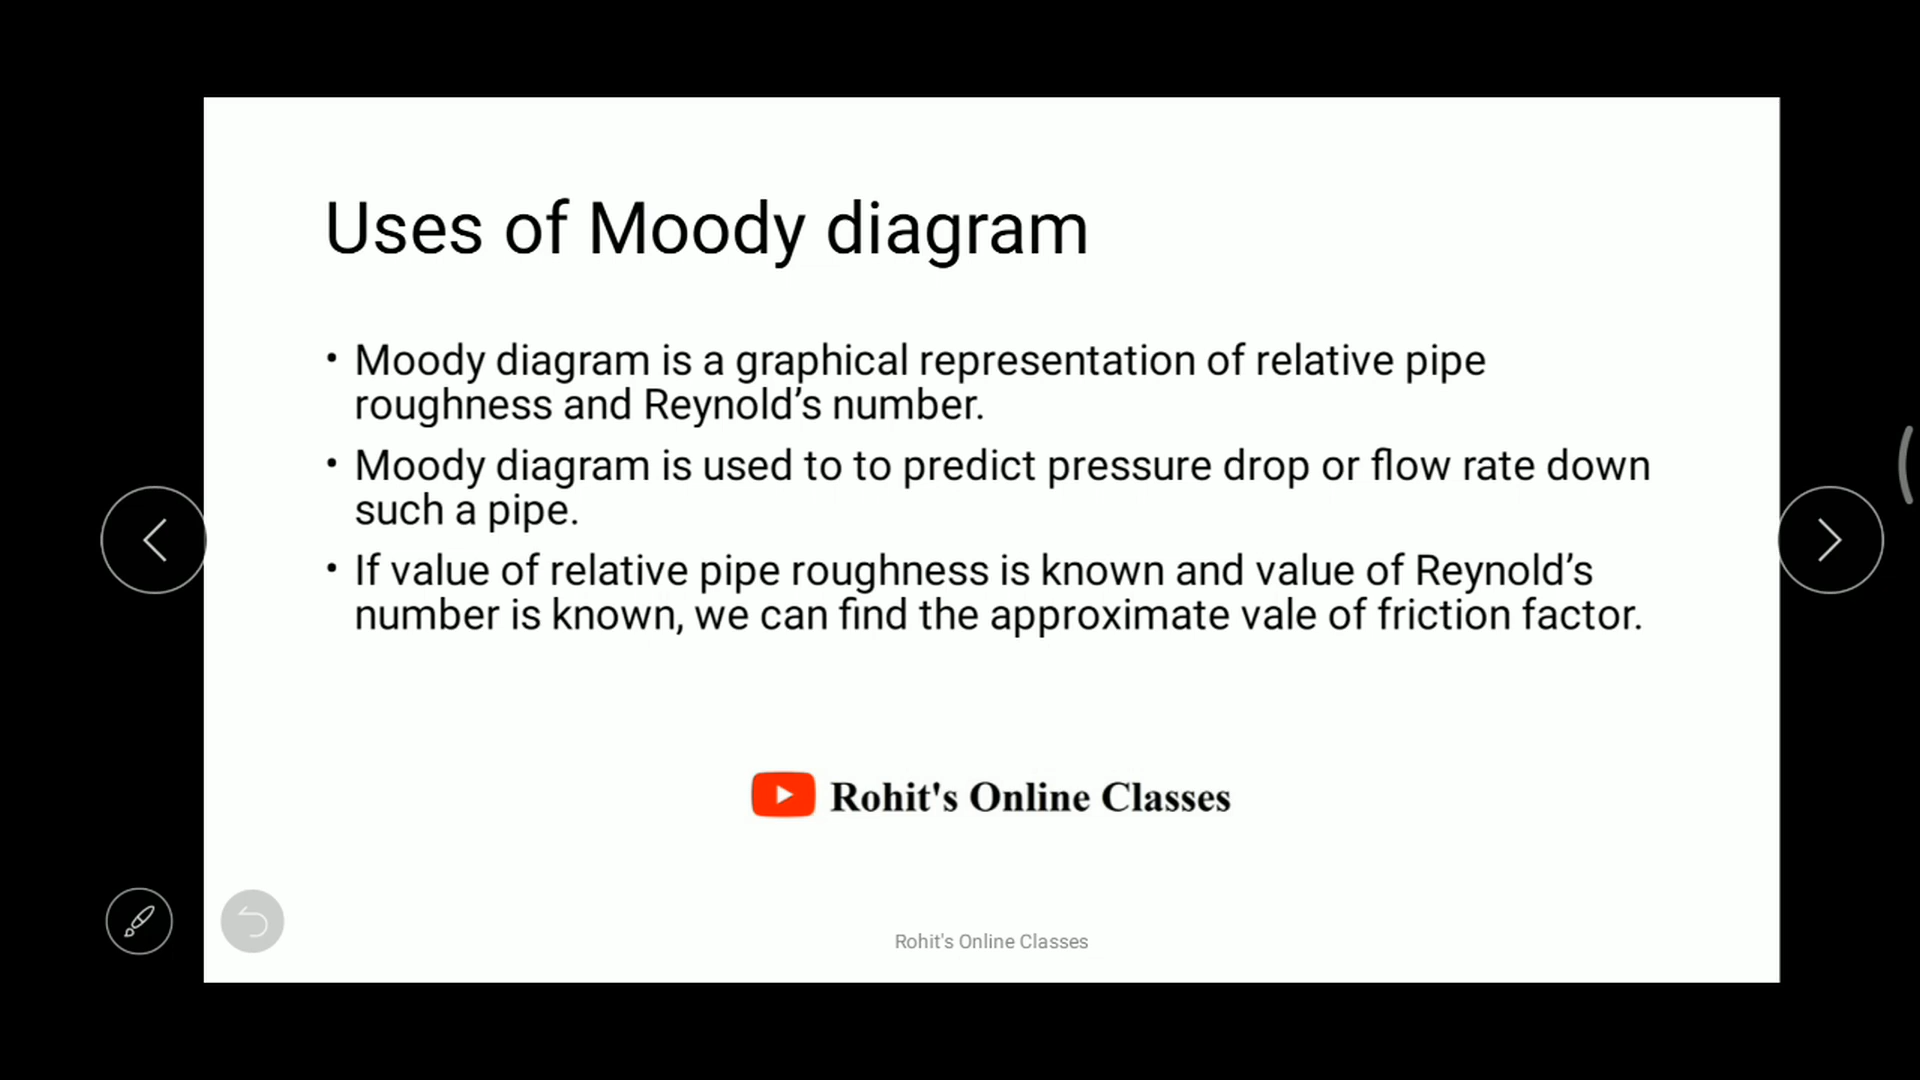 Uses of Moody diagram
• Moody diagram is a graphical representation of relative pipe
roughness and Reynold’s number.
• Moody diagram is used to to predict pressure drop or flow rate down
such a pipe.
• If value of relative pipe roughness is known and value of Reynold’s
number is known, we can find the approximate vale of friction factor.
Rohit's Online Classes
Rohit's Online Classes